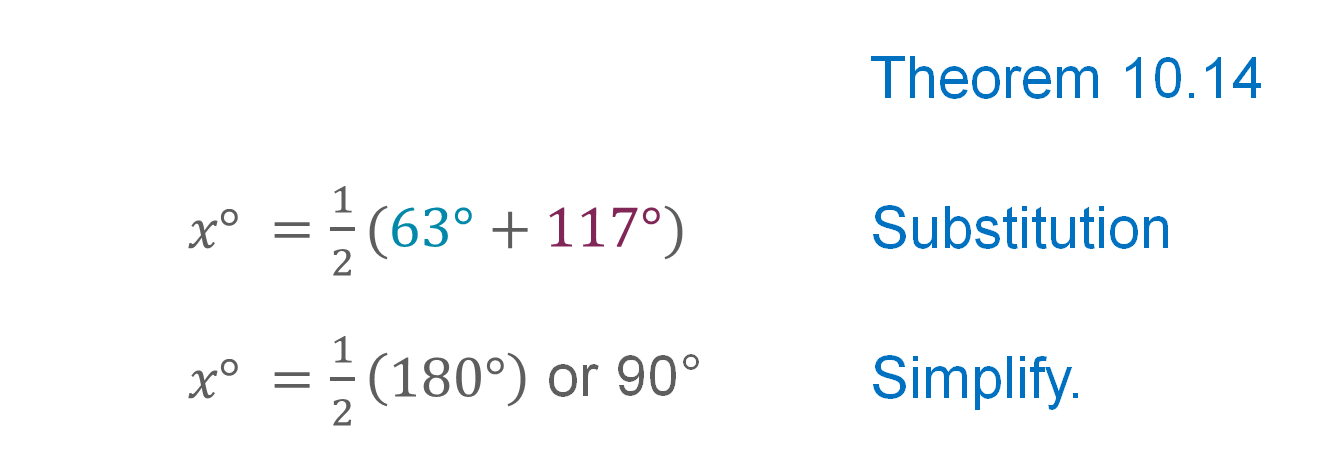 Theorem 10.14
x° = 1/2 (63° + 117°) Substitution
x° = 1/2 (180°) or 90° Simplify.